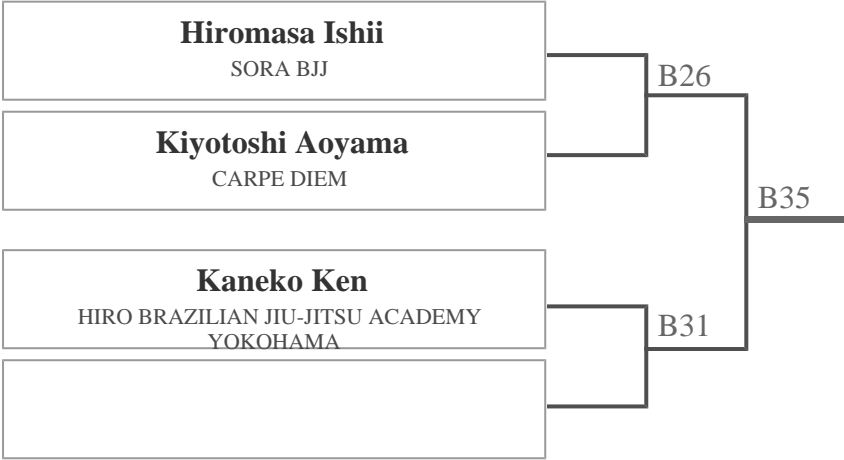 Hiromasa Ishii
SORA BJJ
B26
Kiyotoshi Aoyama
CARPE DIEM
B35
Kaneko Ken
HIRO BRAZILIAN JIU-JITSU ACADEMY
YOKOHAMA
B31